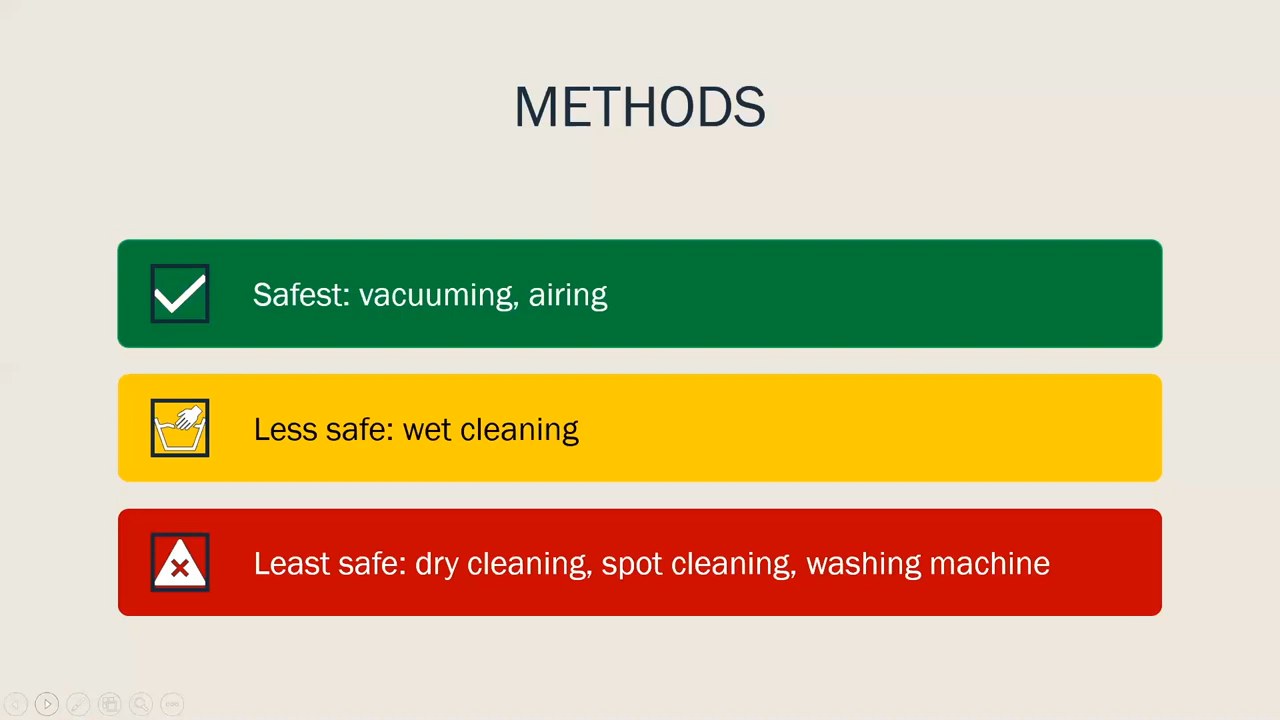 METHODS
Safest: vacuuming, airing
Less safe: wet cleaning
Least safe: dry cleaning, spot cleaning, washing machine